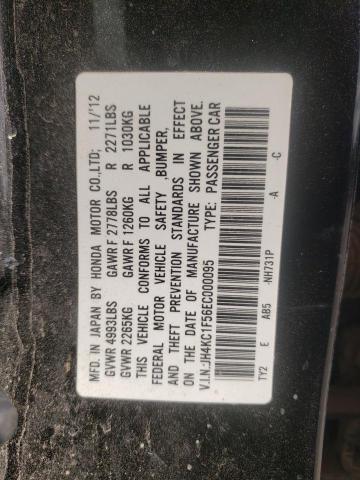 MFD. IN JAPAN BY HONDA MOTOR CO.,LTD; 11/'12
GVWR 4993LBS GAWR F 2778LBS R 2271LBS
GVWR 2265KG GAWR F 1260KG R 1030KG
THIS VEHICLE CONFORMS TO ALL APPLICABLE
FEDERAL MOTOR VEHICLE SAFETY ,BUMPER,
AND THEFT PREVENTION STANDARDS IN EFFECT
ON THE DATE OF MANUFACTURE SHOWN ABOVE.
V.I.N.:JH4KC1F56EC000095 TYPE: PASSENGER CAR
TY2 E AB5 -NH731P -A -C